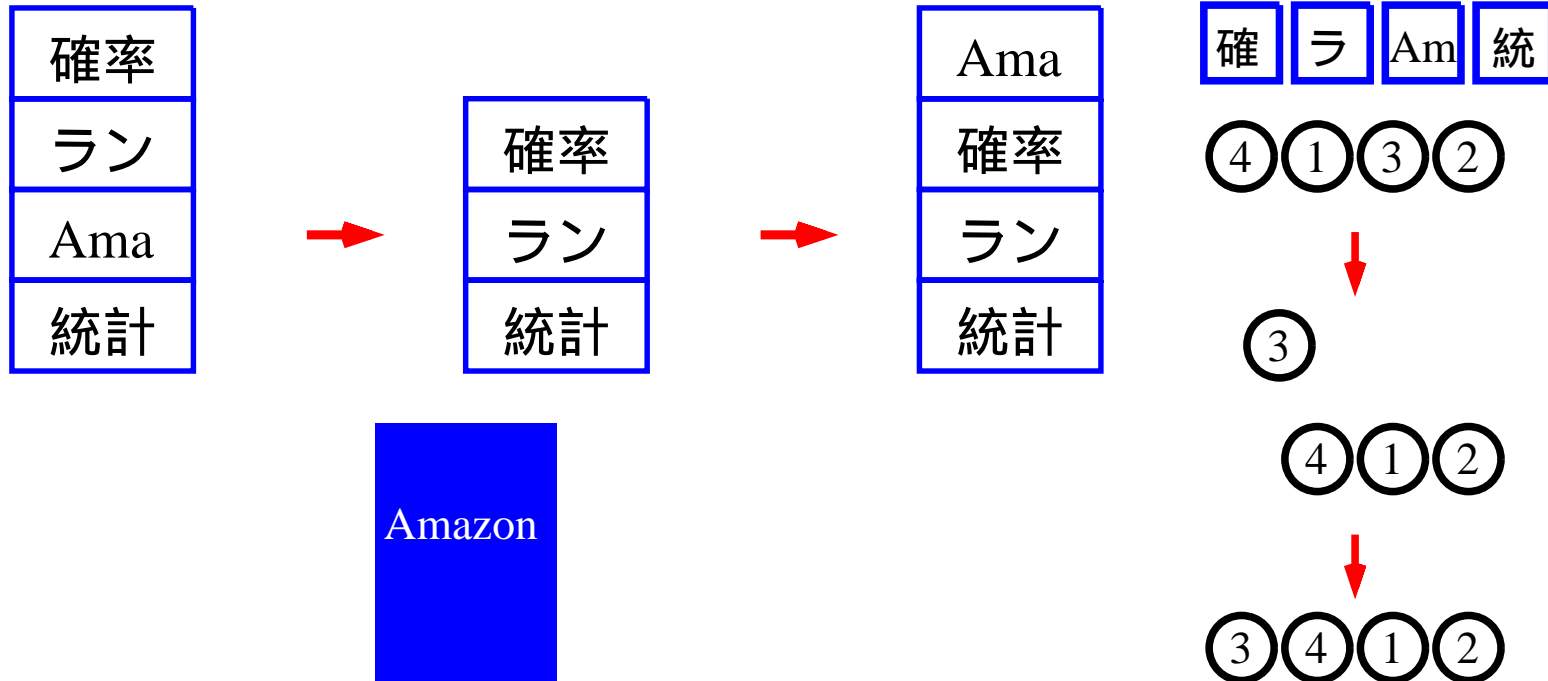 確率
ラン
Ama
統計
確率
ラン
統計
Amazon
Ama
確率
ラン
統計
確 ラ Am 統
4 1 3 2
3
4 1 2
3 4 1 2